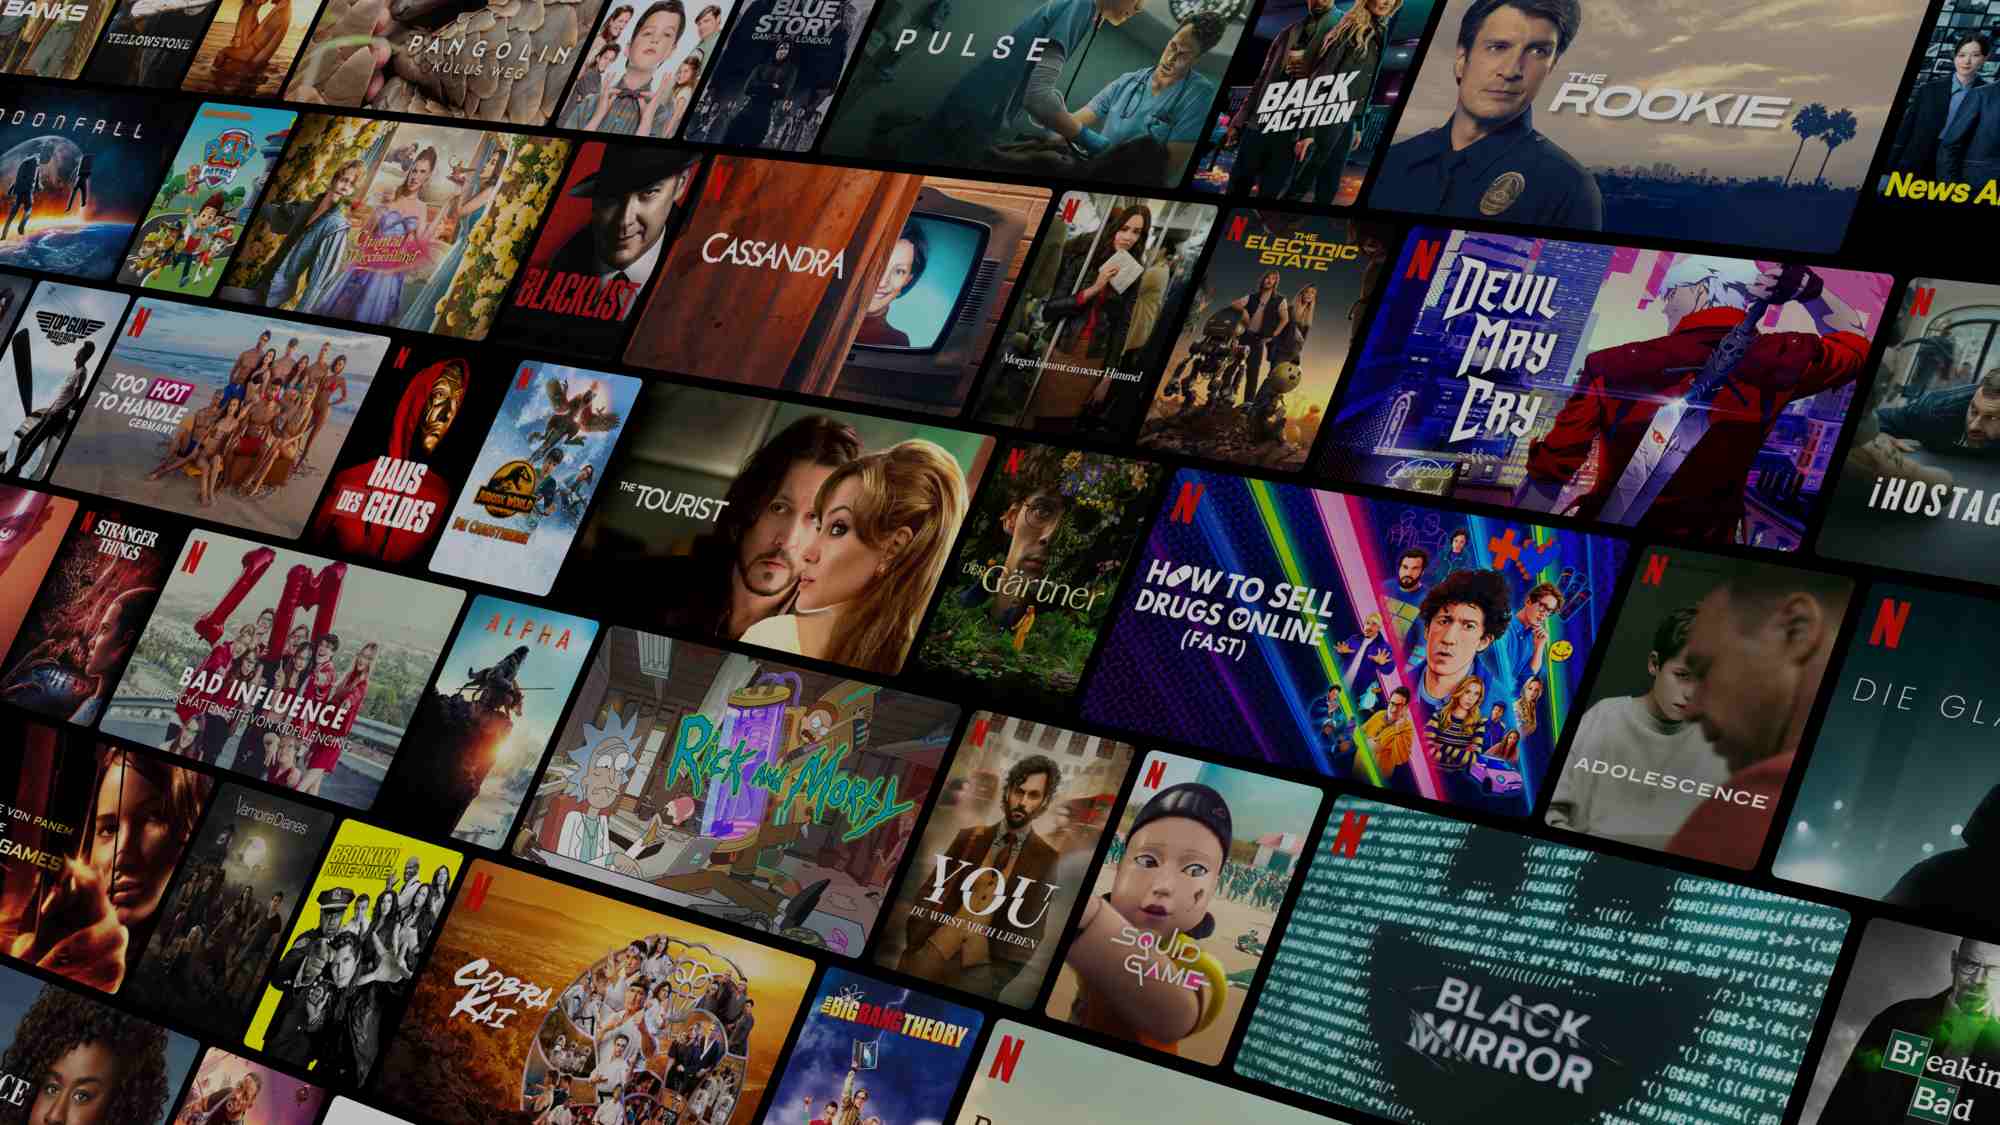 BANKS
YELLOWSTONE
PANGOLIN
KULUS WEG
BLUE
STORY
GANGS OF LONDON
PULSE
BACK
IN ACTION
THE
ROOKIE
News A
OONFALL
PAW
PATROL
Chantal
Märchenland
BLACKLIST
N
CASSANDRA
N
Morgen kommt ein neuer Himmel
N
THE
ELECTRIC
STATE
N
DEVIL
MAY
CRY
N
iHOSTAG
TOP GUN
MAVERICK
N
TOO HOT
TO HANDLE
GERMANY
N
HAUS
DES GELDES
N
JURASSIC WORLD
DIE CHAOSTHEORIE
THE TOURIST
N
DER
Gärtner
N
HOW TO SELL
DRUGS ONLINE
(FAST)
N
ADOLESCENCE
N
DIE GLA
N
STRANGER
THINGS
N
BAD INFLUENCE
DIE SCHATTENSEITE VON KIDFLUENCING
ALPHA
RICK AND MORTY
N
YOU
DU WIRST MICH LIEBEN
N
SQUID
GAME
N
BLACK
MIRROR
E VON PANEM
GAMES
Vampire Diaries
BROOKLYN
NINE-NINE
N
COBRA
KAI
THE BIG BANG THEORY
N
Breakin
Bad
CE